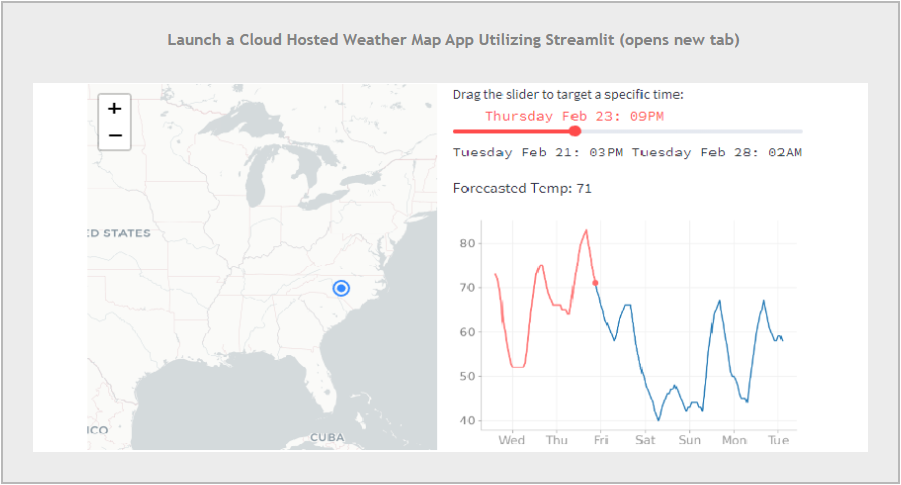 Launch a Cloud Hosted Weather Map App Utilizing Streamlit (opens new tab)
+
−
ED STATES
ICO
CUBA
Drag the slider to target a specific time:
Thursday Feb 23: 09PM
Tuesday Feb 21: 03PM Tuesday Feb 28: 02AM
Forecasted Temp: 71
80
70
60
50
40
Wed Thu Fri Sat Sun Mon Tue